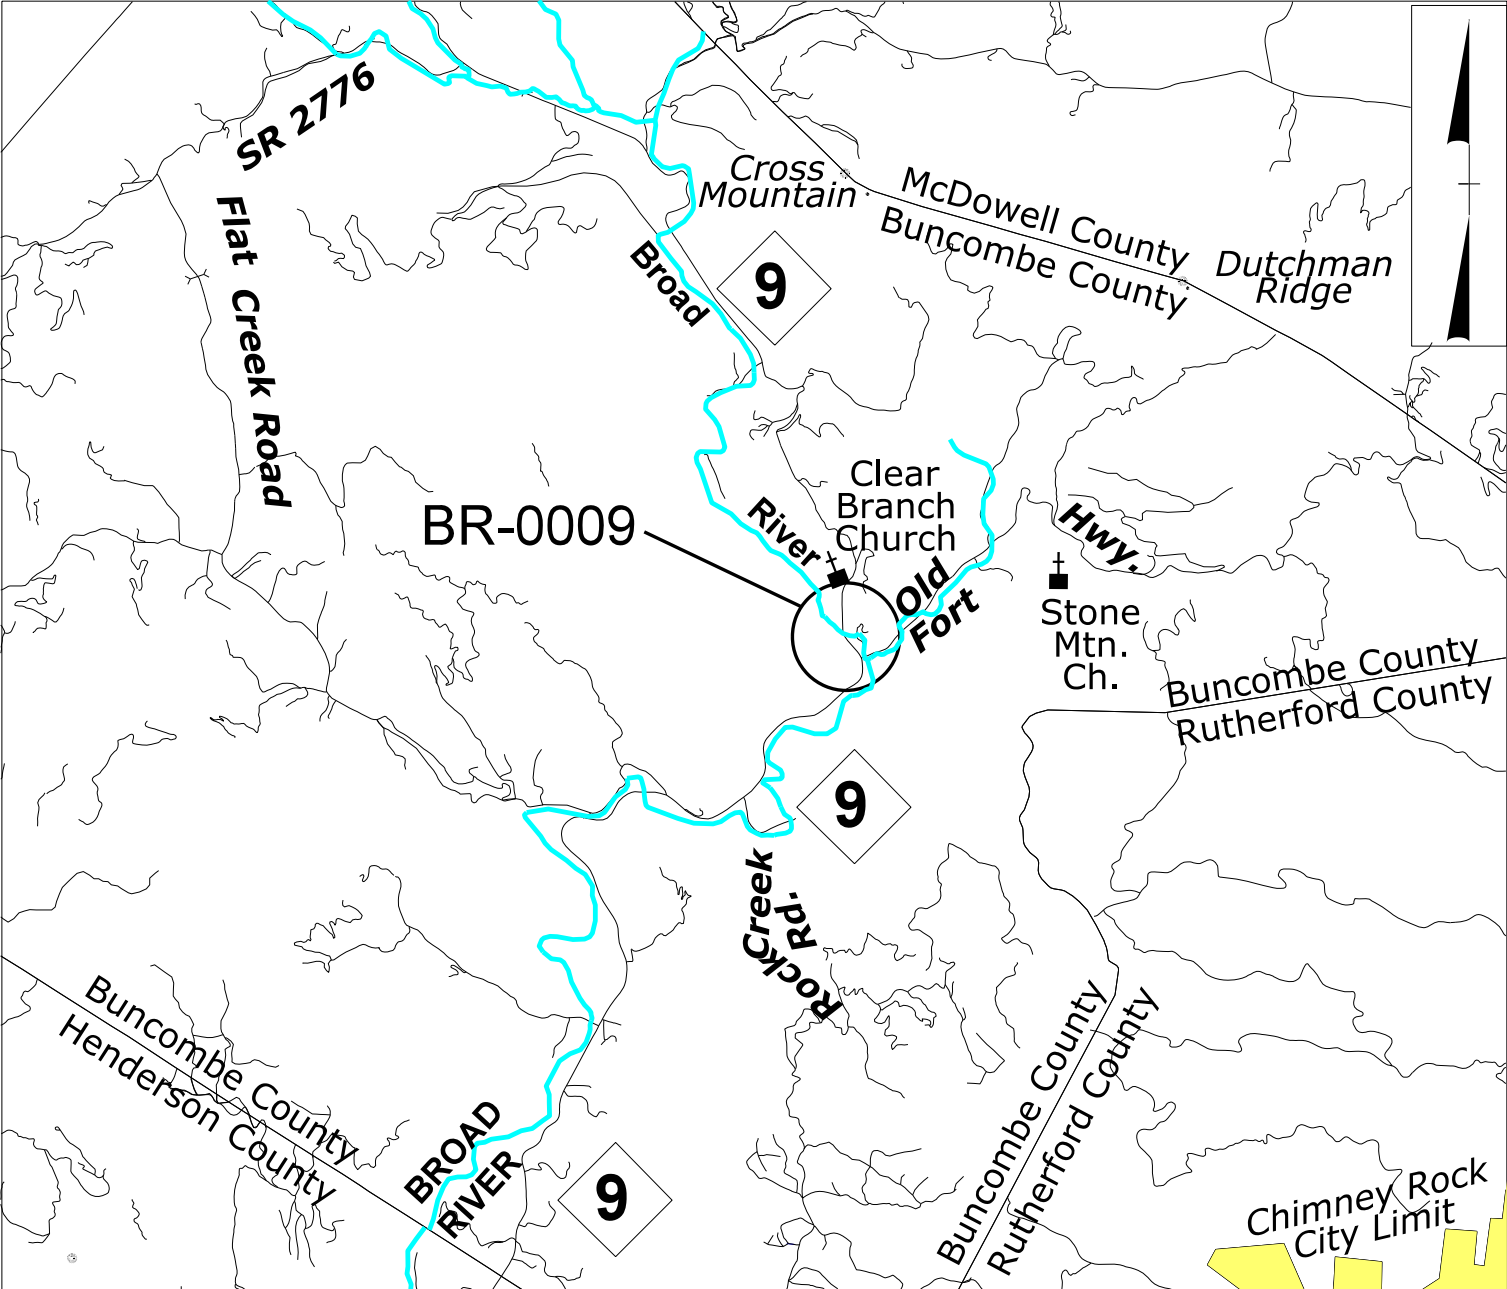 SR 2776
Cross
Mountain
McDowell County
Buncombe County
Dutchman
Ridge
Flat Creek Road
Broad
9
Clear
Branch
Church
BR-0009
River
Hwy.
Old
Fort
Stone
Mtn.
Ch.
Buncombe County
Rutherford County
9
Rock
Creek
Rd.
Buncombe County
Henderson County
Buncombe County
Rutherford County
BROAD
RIVER
9
Chimney Rock
City Limit